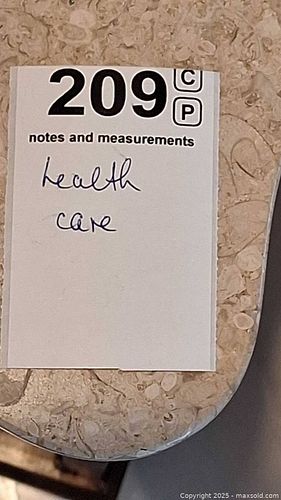 209 C
P
notes and measurements
health
care
Copyright © 2025 - maxsold.com